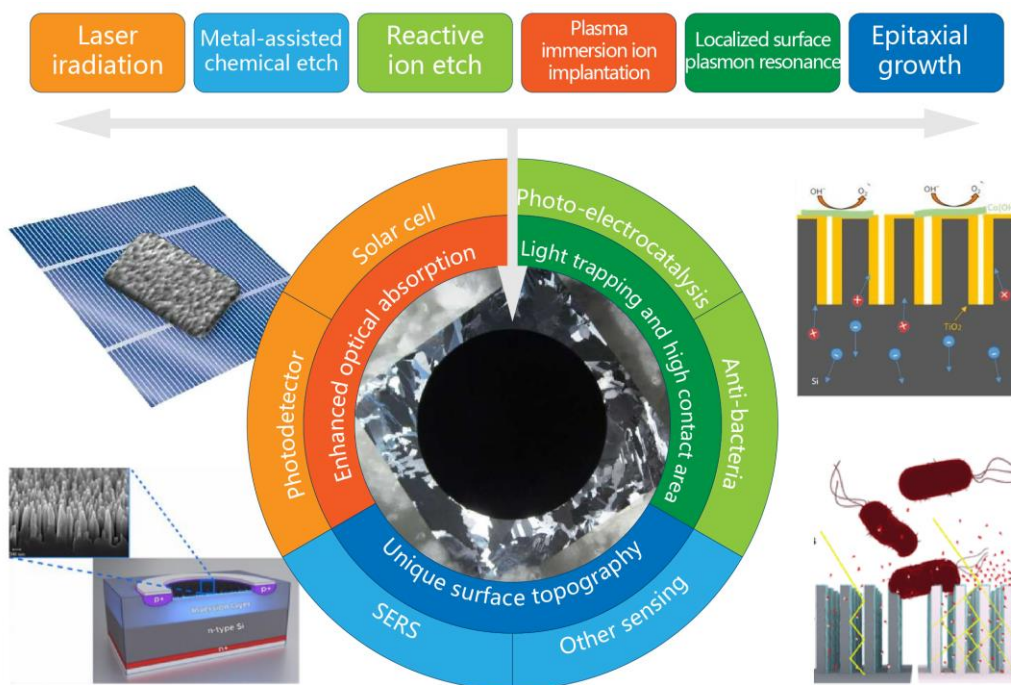 Laser
irradiation
Metal-assisted
chemical etch
Reactive
ion etch
Plasma
immersion ion
implantation
Localized surface
plasmon resonance
Epitaxial
growth
Solar cell
Photo-electrocatalysis
Enhanced optical absorption
Light trapping and high contact area
Photodetector
Anti-bacteria
Unique surface topography
SERS
Other sensing
OH⁻
O₂
OH⁻
O₂
Co(OH
TiO₂
Si
+
+
+
-
-
-
-
p+
p+
n-type Si
n+